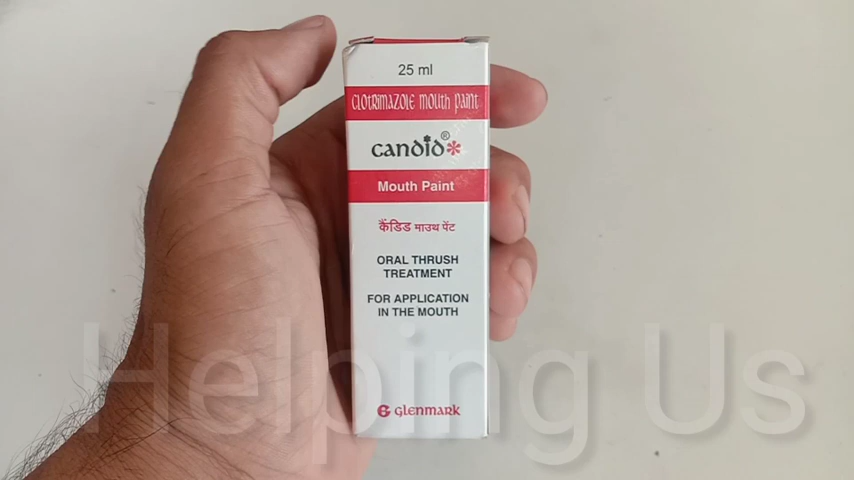 25 ml
CLOTRIMAZOLE MOUTH PAINT
CANDID®
Mouth Paint
कैंडिड माउथ पेंट
ORAL THRUSH
TREATMENT
FOR APPLICATION
IN THE MOUTH
GLENMARK
Helping Us